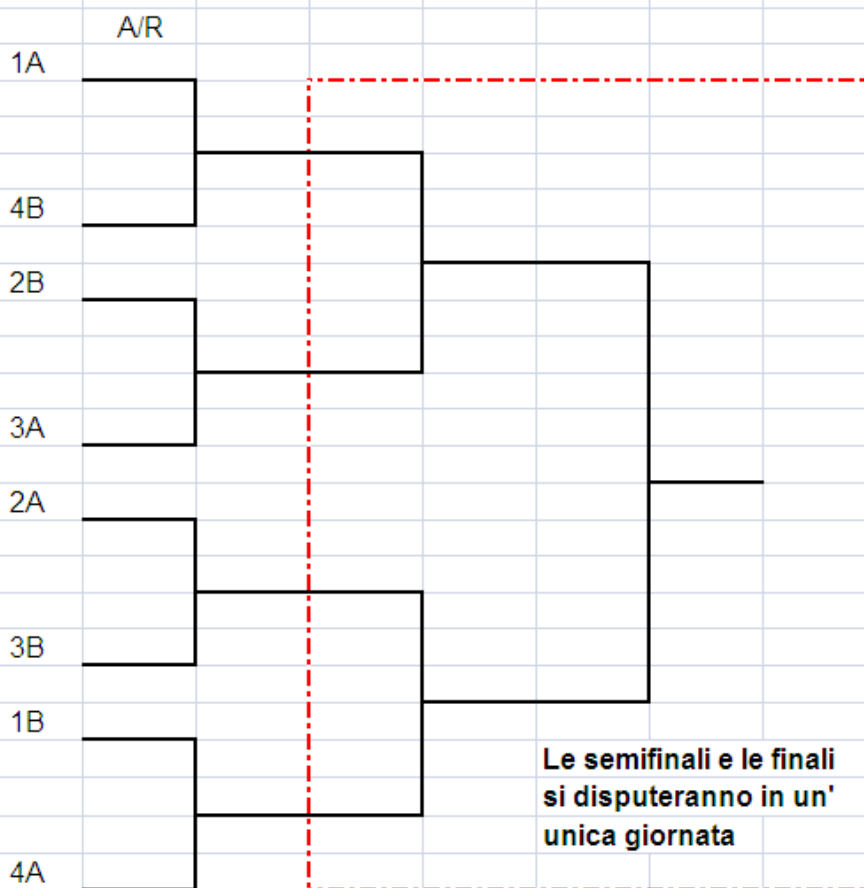 A/R
1A
4B
2B
3A
2A
3B
1B
Le semifinali e le finali
si disputeranno in un'
unica giornata
4A